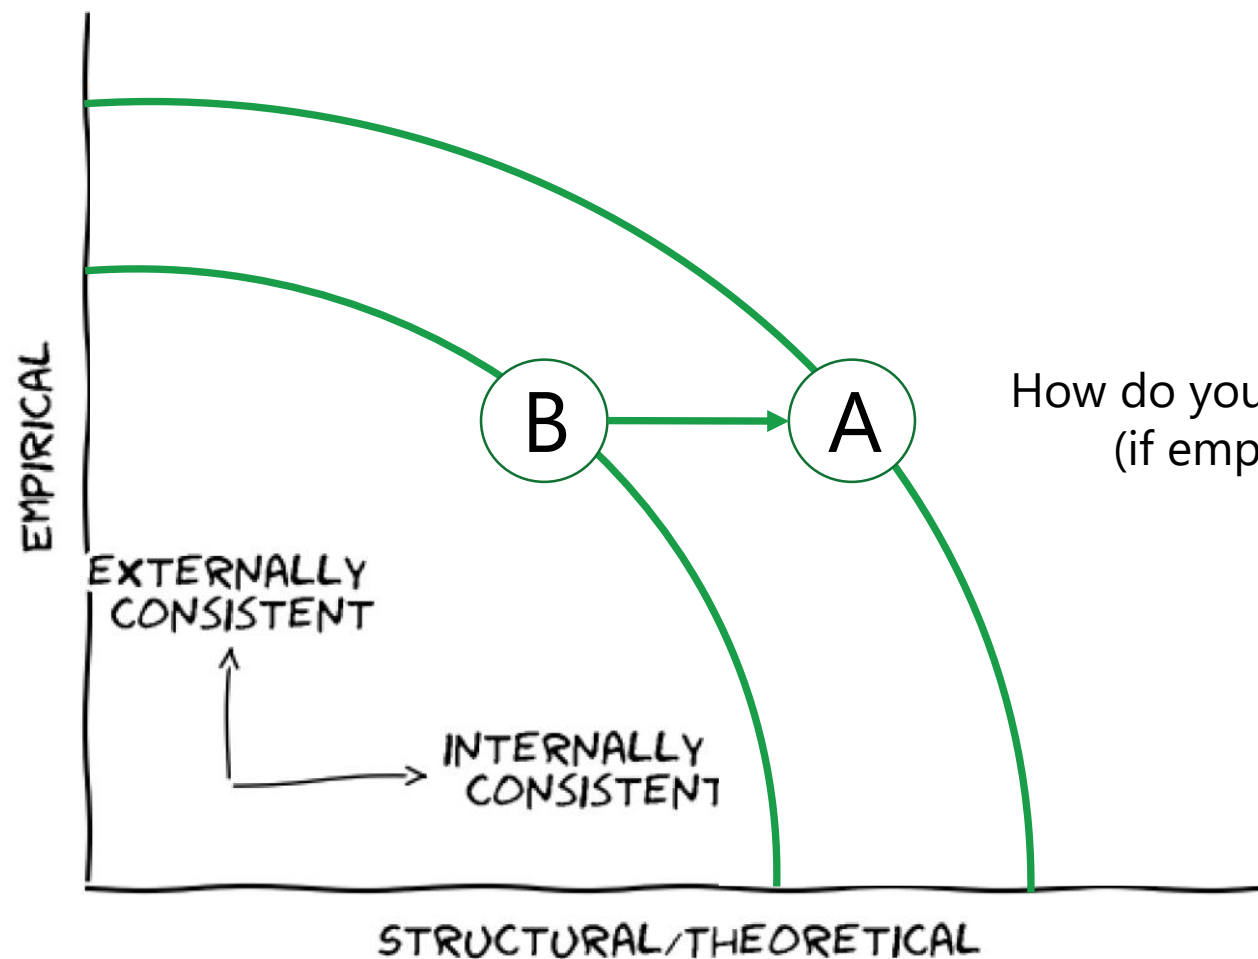 EMPIRICAL
B
A
How do you
(if emp
EXTERNALLY
CONSISTENT
INTERNALLY
CONSISTENT
STRUCTURAL/THEORETICAL